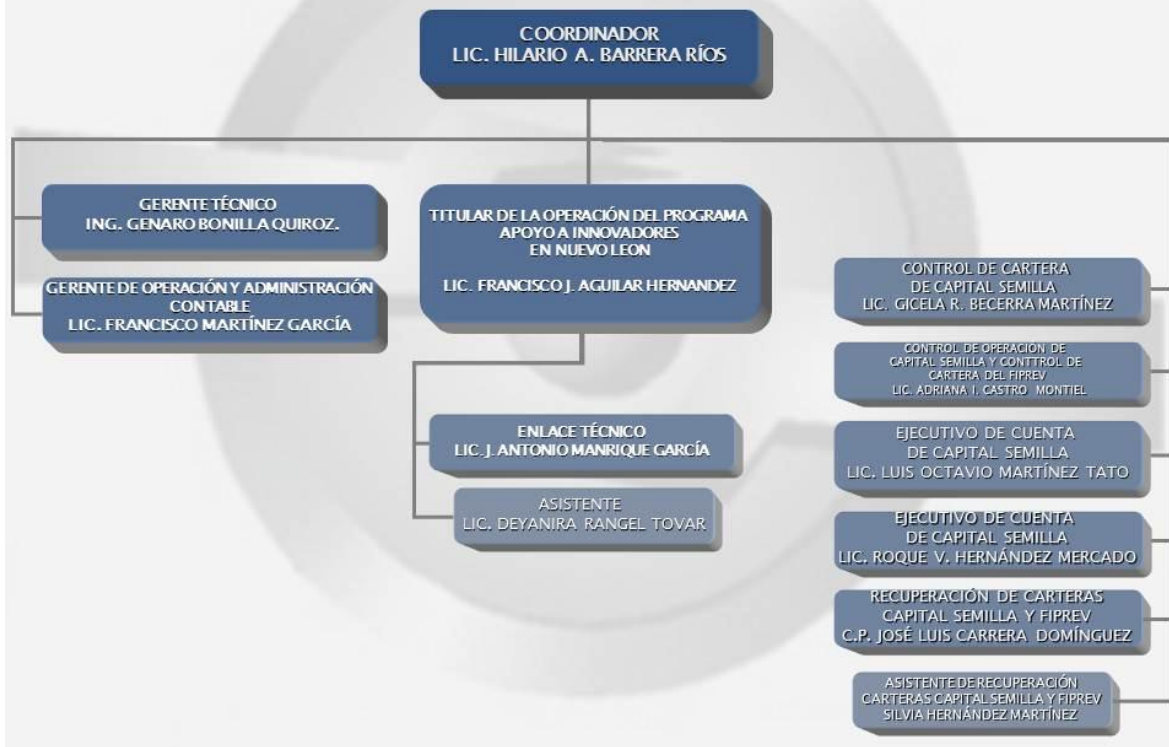 COORDINADOR
LIC. HILARIO A. BARRERA RÍOS
GERENTE TÉCNICO
ING. GENARO BONILLA QUIROZ.
GERENTE DE OPERACIÓN Y ADMINISTRACIÓN
CONTABLE
LIC. FRANCISCO MARTÍNEZ GARCÍA
TITULAR DE LA OPERACIÓN DEL PROGRAMA
APOYO A INNOVADORES
EN NUEVO LEON
LIC. FRANCISCO J. AGUILAR HERNANDEZ
ENLACE TÉCNICO
LIC. J. ANTONIO MANRIQUE GARCÍA
ASISTENTE
LIC. DEYANIRA RANGEL TOVAR
CONTROL DE CARTERA
DE CAPITAL SEMILLA
LIC. GICELA R. BECERRA MARTÍNEZ
CONTROL DE OPERACIÓN DE
CAPITAL SEMILLA Y CONTTROL DE
CARTERA DEL FIPREV
LIC. ADRIANA I. CASTRO MONTIEL
EJECUTIVO DE CUENTA
DE CAPITAL SEMILLA
LIC. LUIS OCTAVIO MARTÍNEZ TATO
EJECUTIVO DE CUENTA
DE CAPITAL SEMILLA
LIC. ROQUE V. HERNÁNDEZ MERCADO
RECUPERACIÓN DE CARTERAS
CAPITAL SEMILLA Y FIPREV
C.P. JOSÉ LUIS CARRERA DOMÍNGUEZ
ASISTENTE DE RECUPERACIÓN
CARTERAS CAPITAL SEMILLA Y FIPREV
SILVIA HERNÁNDEZ MARTÍNEZ